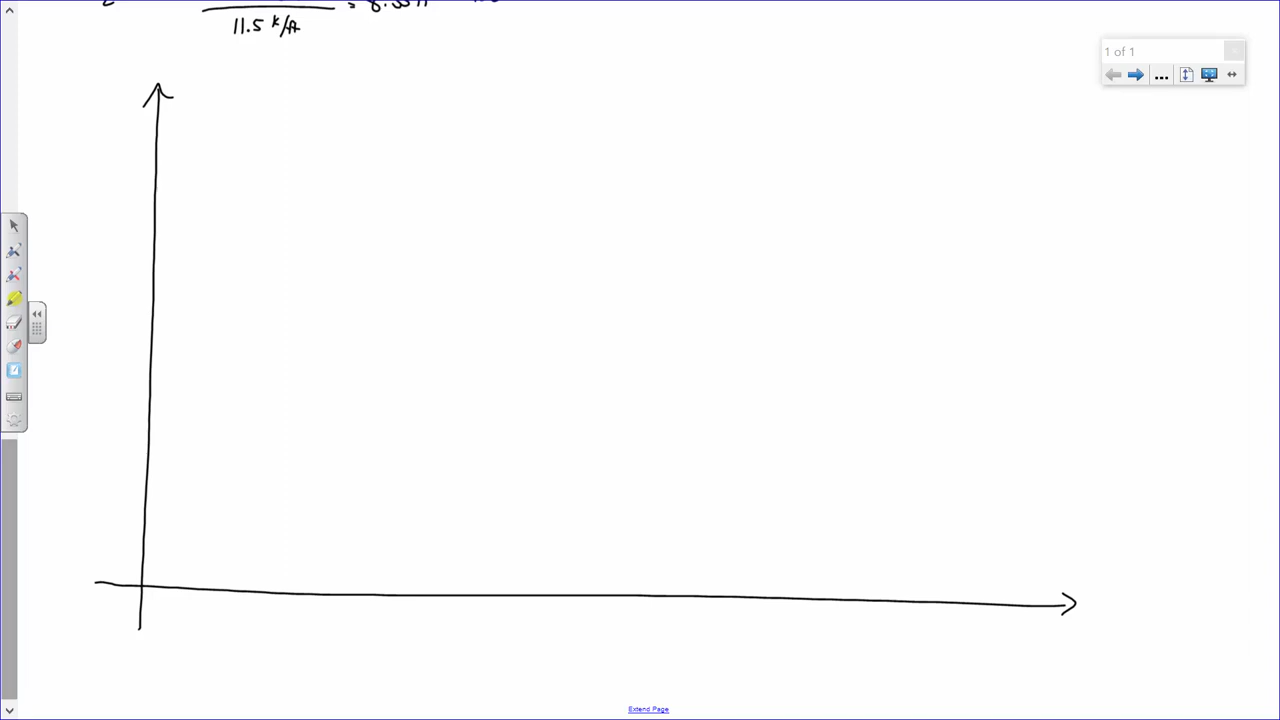 11.5 k/ft
1 of 1
...
Extend Page